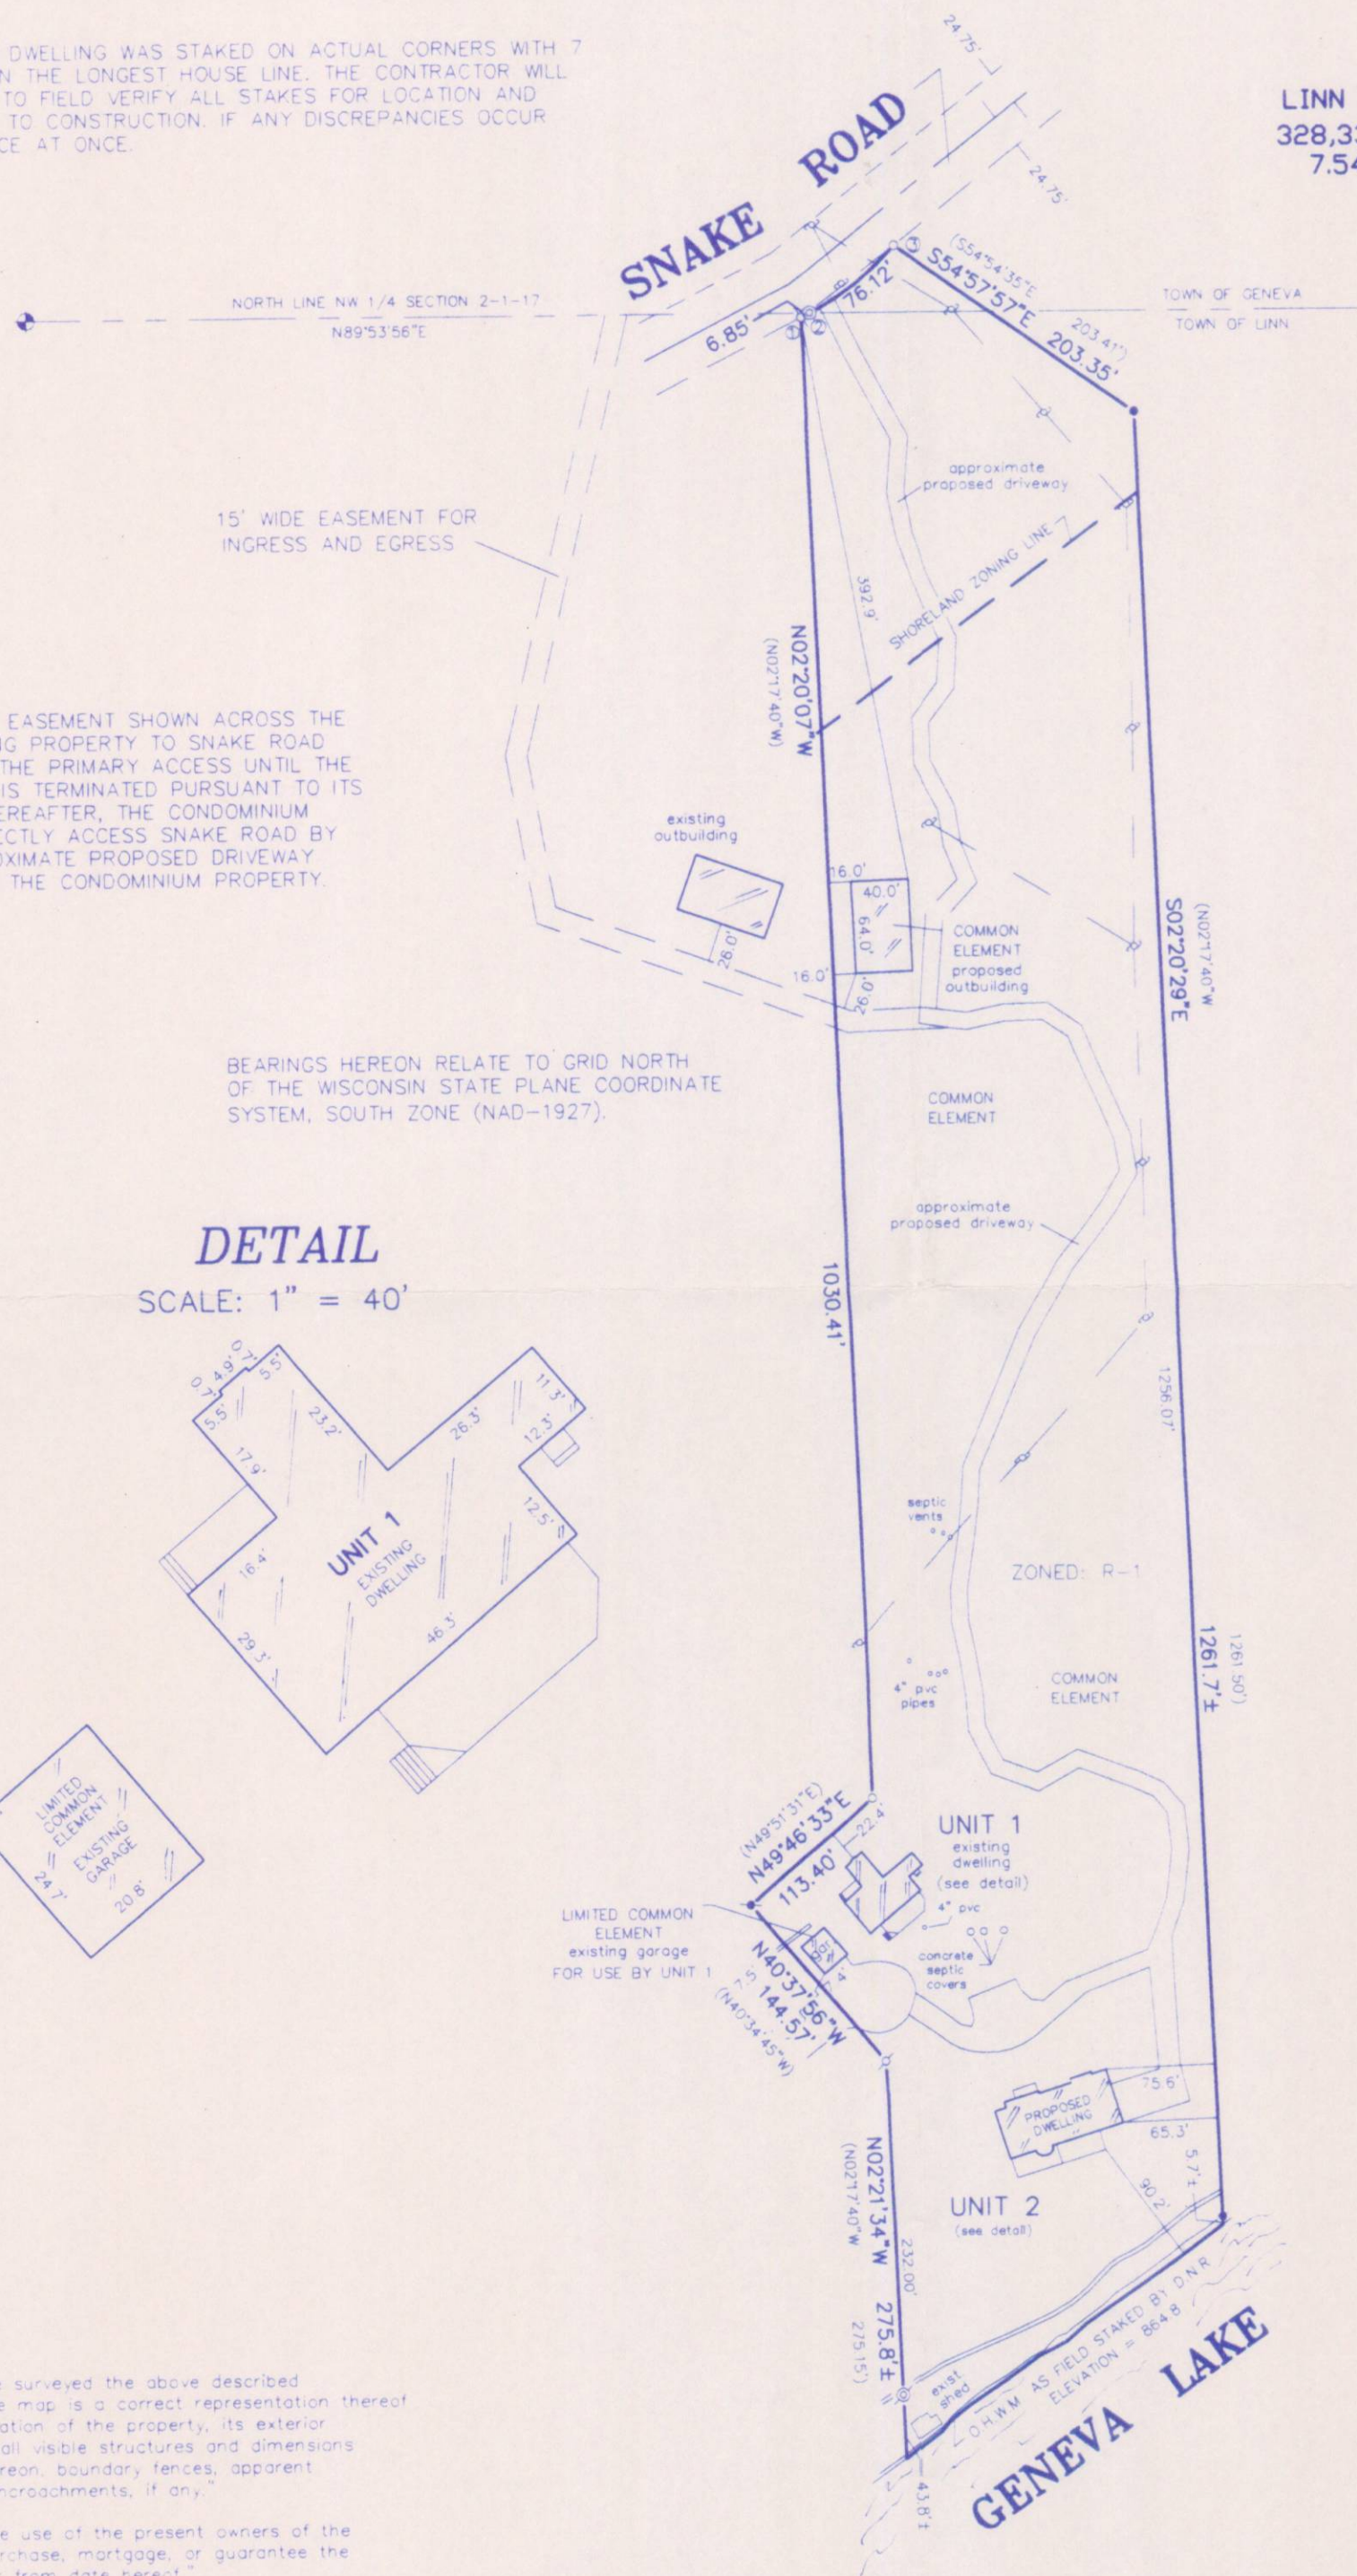 DWELLING WAS STAKED ON ACTUAL CORNERS WITH 7
N THE LONGEST HOUSE LINE. THE CONTRACTOR WILL
TO FIELD VERIFY ALL STAKES FOR LOCATION AND
TO CONSTRUCTION. IF ANY DISCREPANCIES OCCUR
CE AT ONCE.
LINN
328,33
7.54
24.75'
24.75'
SNAKE ROAD
NORTH LINE NW 1/4 SECTION 2-1-17
N89°53'56"E
6.85'
1
2
76.12'
3
(S54°54'35"E
S54°57'57"E
203.41')
203.35'
TOWN OF GENEVA
TOWN OF LINN
approximate
proposed driveway
15' WIDE EASEMENT FOR
INGRESS AND EGRESS
SHORELAND ZONING LINE
392.9'
N02°20'07"W
(N02°17'40"W)
EASEMENT SHOWN ACROSS THE
NG PROPERTY TO SNAKE ROAD
THE PRIMARY ACCESS UNTIL THE
IS TERMINATED PURSUANT TO ITS
EREAFTER, THE CONDOMINIUM
ECTLY ACCESS SNAKE ROAD BY
OXIMATE PROPOSED DRIVEWAY
THE CONDOMINIUM PROPERTY.
existing
outbuilding
26.0'
16.0'
40.0'
64.0'
16.0'
26.0'
COMMON
ELEMENT
proposed
outbuilding
S02°20'29"E
(N02°17'40"W
BEARINGS HEREON RELATE TO GRID NORTH
OF THE WISCONSIN STATE PLANE COORDINATE
SYSTEM, SOUTH ZONE (NAD-1927).
COMMON
ELEMENT
approximate
proposed driveway
DETAIL
SCALE: 1" = 40'
1030.41'
1256.07'
0.7'
4.9'
0.7'
5.5'
5.5'
23.2'
17.9'
26.3'
11.3'
12.3'
12.5'
UNIT 1
EXISTING
DWELLING
16.4'
29.3'
46.3'
septic
vents
ZONED: R-1
4" pvc
pipes
COMMON
ELEMENT
1261.7'±
1261.50')
LIMITED
COMMON
ELEMENT
EXISTING
GARAGE
24.7'
20.8'
(N49°51'31"E)
N49°46'33"E
113.40'
22.4'
UNIT 1
existing
dwelling
(see detail)
4" pvc
concrete
septic
covers
LIMITED COMMON
ELEMENT
existing garage
FOR USE BY UNIT 1
gar
7.5'
N40°37'56"W
144.57'
(N40°34'45"W)
PROPOSED
DWELLING
75.6'
65.3'
5.7'±
90.2'
UNIT 2
(see detail)
N02°21'34"W 275.8'±
(N02°17'40"W 275.15')
232.00'
exist.
shed
O.H.W.M. AS FIELD STAKED BY D.N.R.
ELEVATION = 864.8
43.8'±
GENEVA LAKE
surveyed the above described
e map is a correct representation thereof
ation of the property, its exterior
all visible structures and dimensions
reon, boundary fences, apparent
ncroachments, if any."
e use of the present owners of the
rchase, mortgage, or guarantee the
from date hereof."